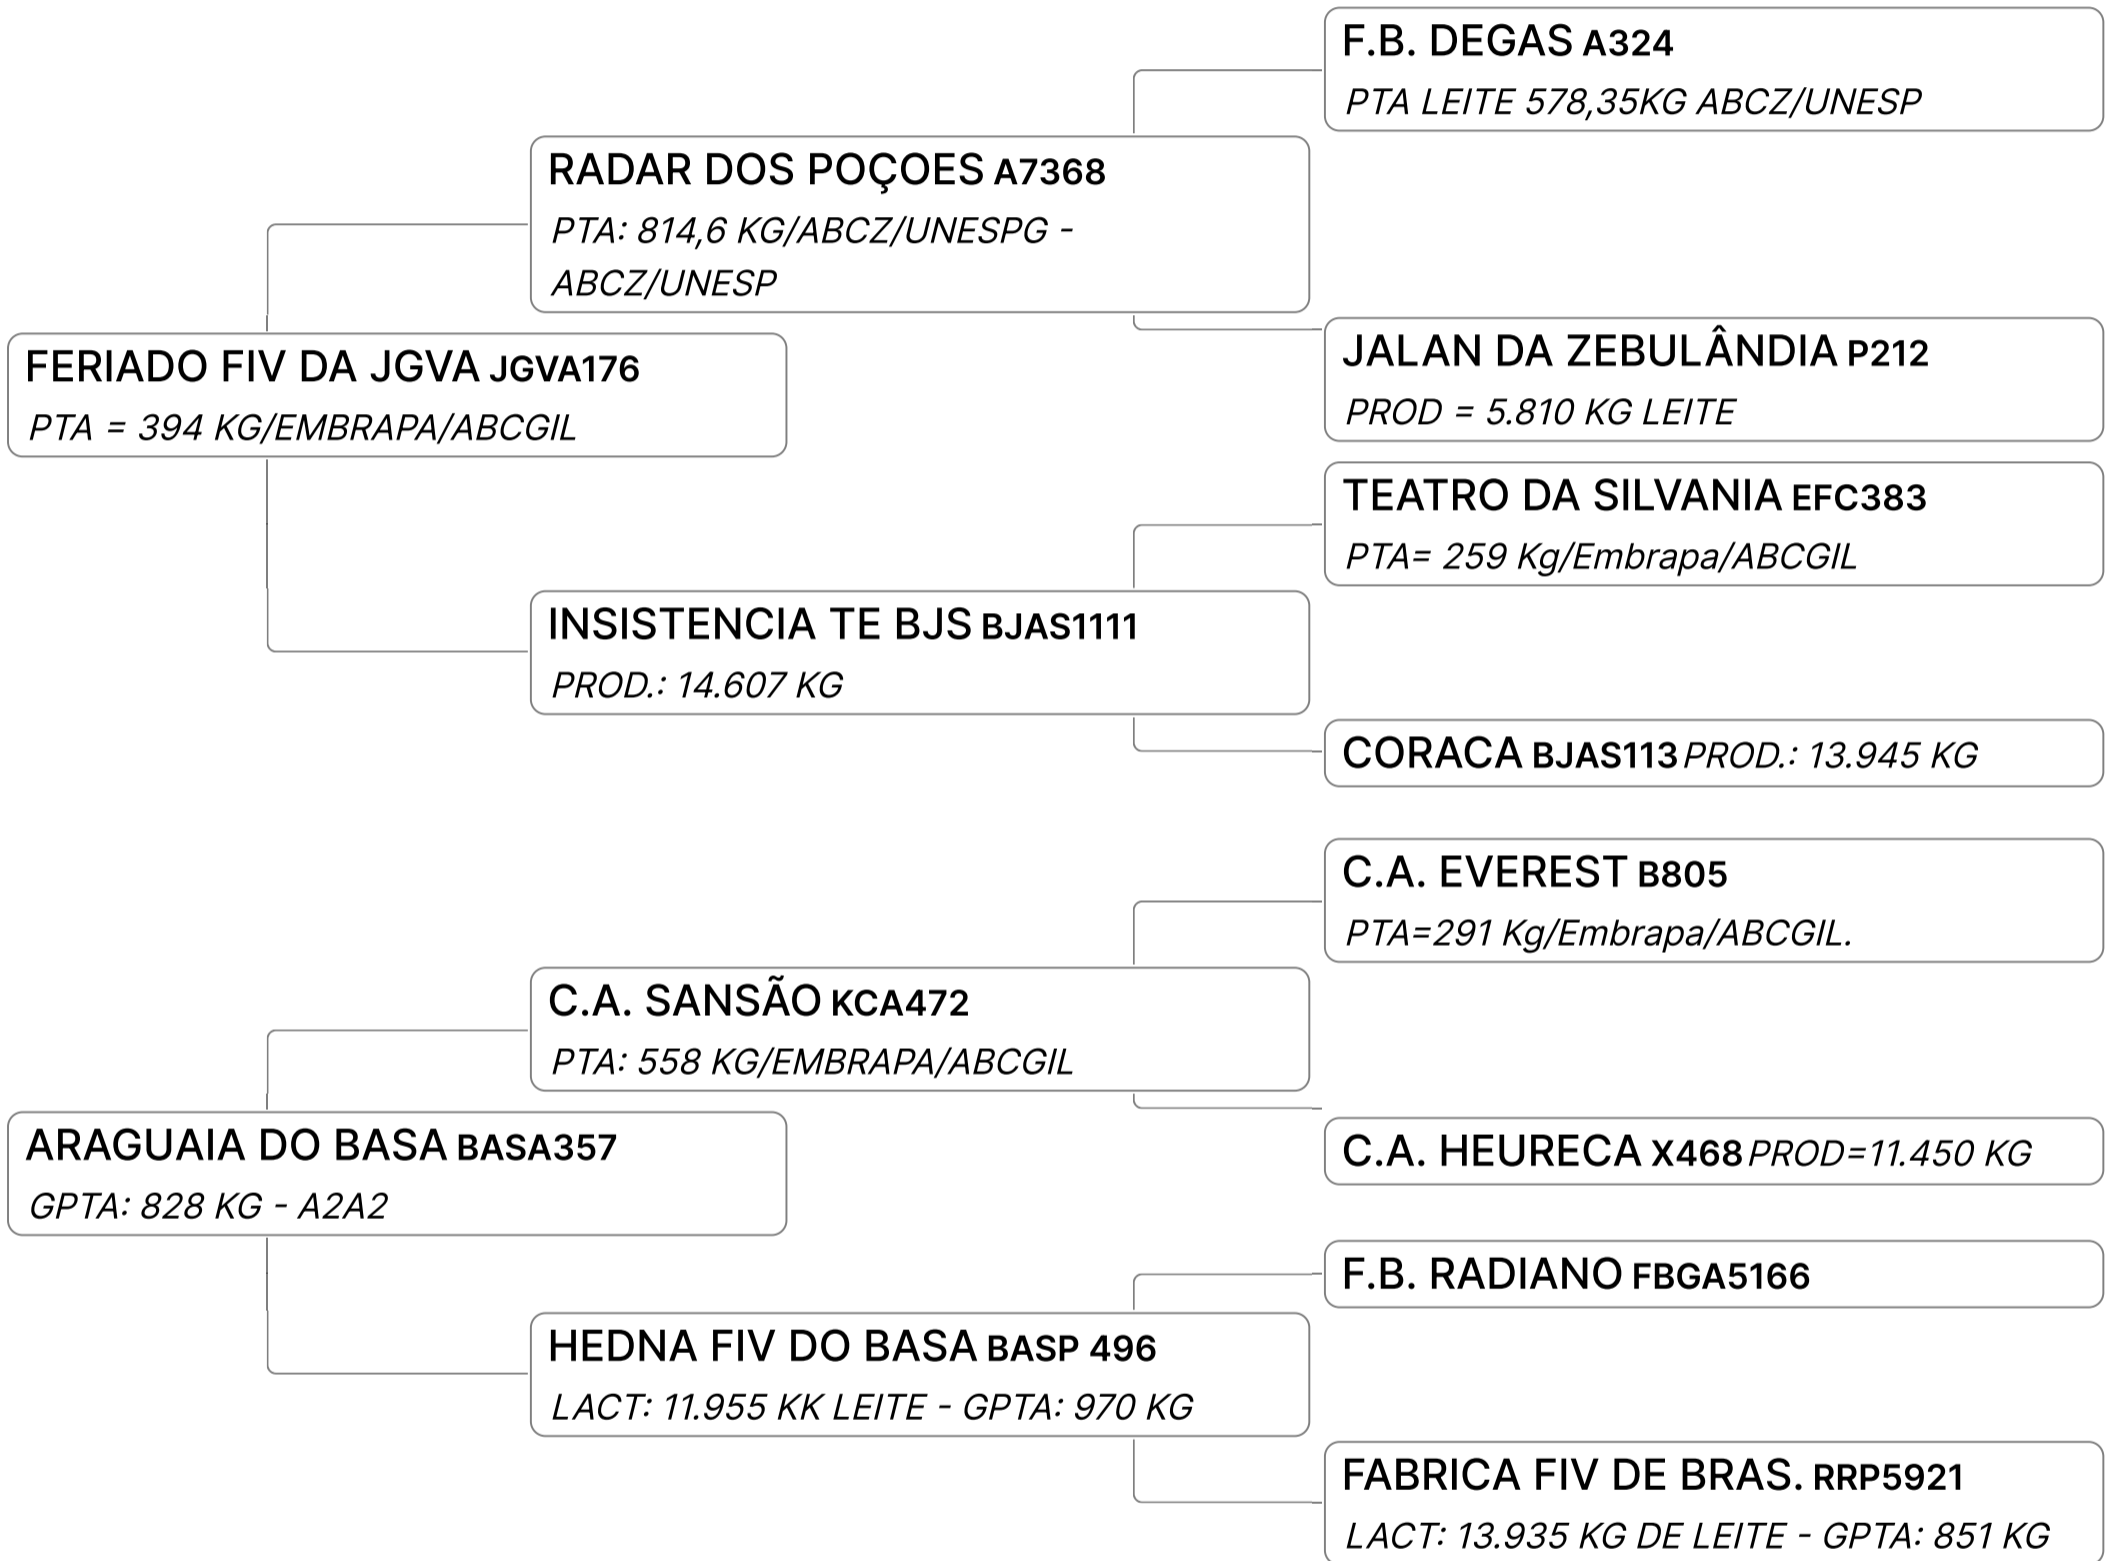 F.B. DEGAS A324
PTA LEITE 578,35KG ABCZ/UNESP
RADAR DOS POÇOES A7368
PTA: 814,6 KG/ABCZ/UNESPG -
ABCZ/UNESP
JALAN DA ZEBULÂNDIA P212
PROD = 5.810 KG LEITE
FERIADO FIV DA JGVA JGVA176
PTA = 394 KG/EMBRAPA/ABCGIL
TEATRO DA SILVANIA EFC383
PTA= 259 Kg/Embrapa/ABCGIL
INSISTENCIA TE BJS BJAS1111
PROD.: 14.607 KG
CORACA BJAS113 PROD.: 13.945 KG
C.A. EVEREST B805
PTA=291 Kg/Embrapa/ABCGIL.
C.A. SANSÃO KCA472
PTA: 558 KG/EMBRAPA/ABCGIL
C.A. HEURECA X468 PROD=11.450 KG
ARAGUAIA DO BASA BASA357
GPTA: 828 KG - A2A2
F.B. RADIANO FBGA5166
HEDNA FIV DO BASA BASP 496
LACT: 11.955 KK LEITE - GPTA: 970 KG
FABRICA FIV DE BRAS. RRP5921
LACT: 13.935 KG DE LEITE - GPTA: 851 KG